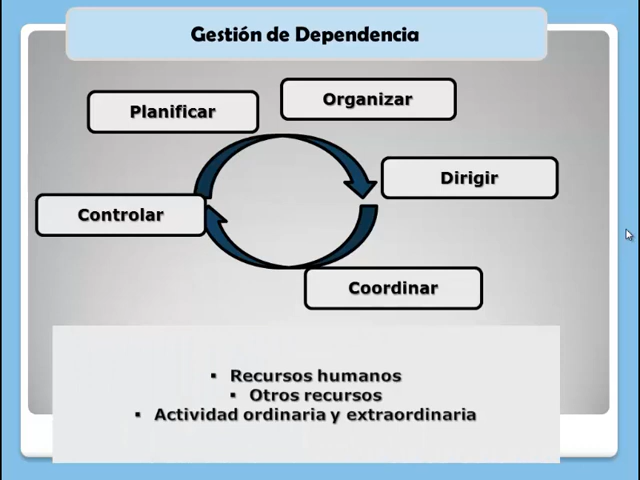 Gestión de Dependencia
Planificar
Organizar
Dirigir
Controlar
Coordinar
▪ Recursos humanos
▪ Otros recursos
▪ Actividad ordinaria y extraordinaria